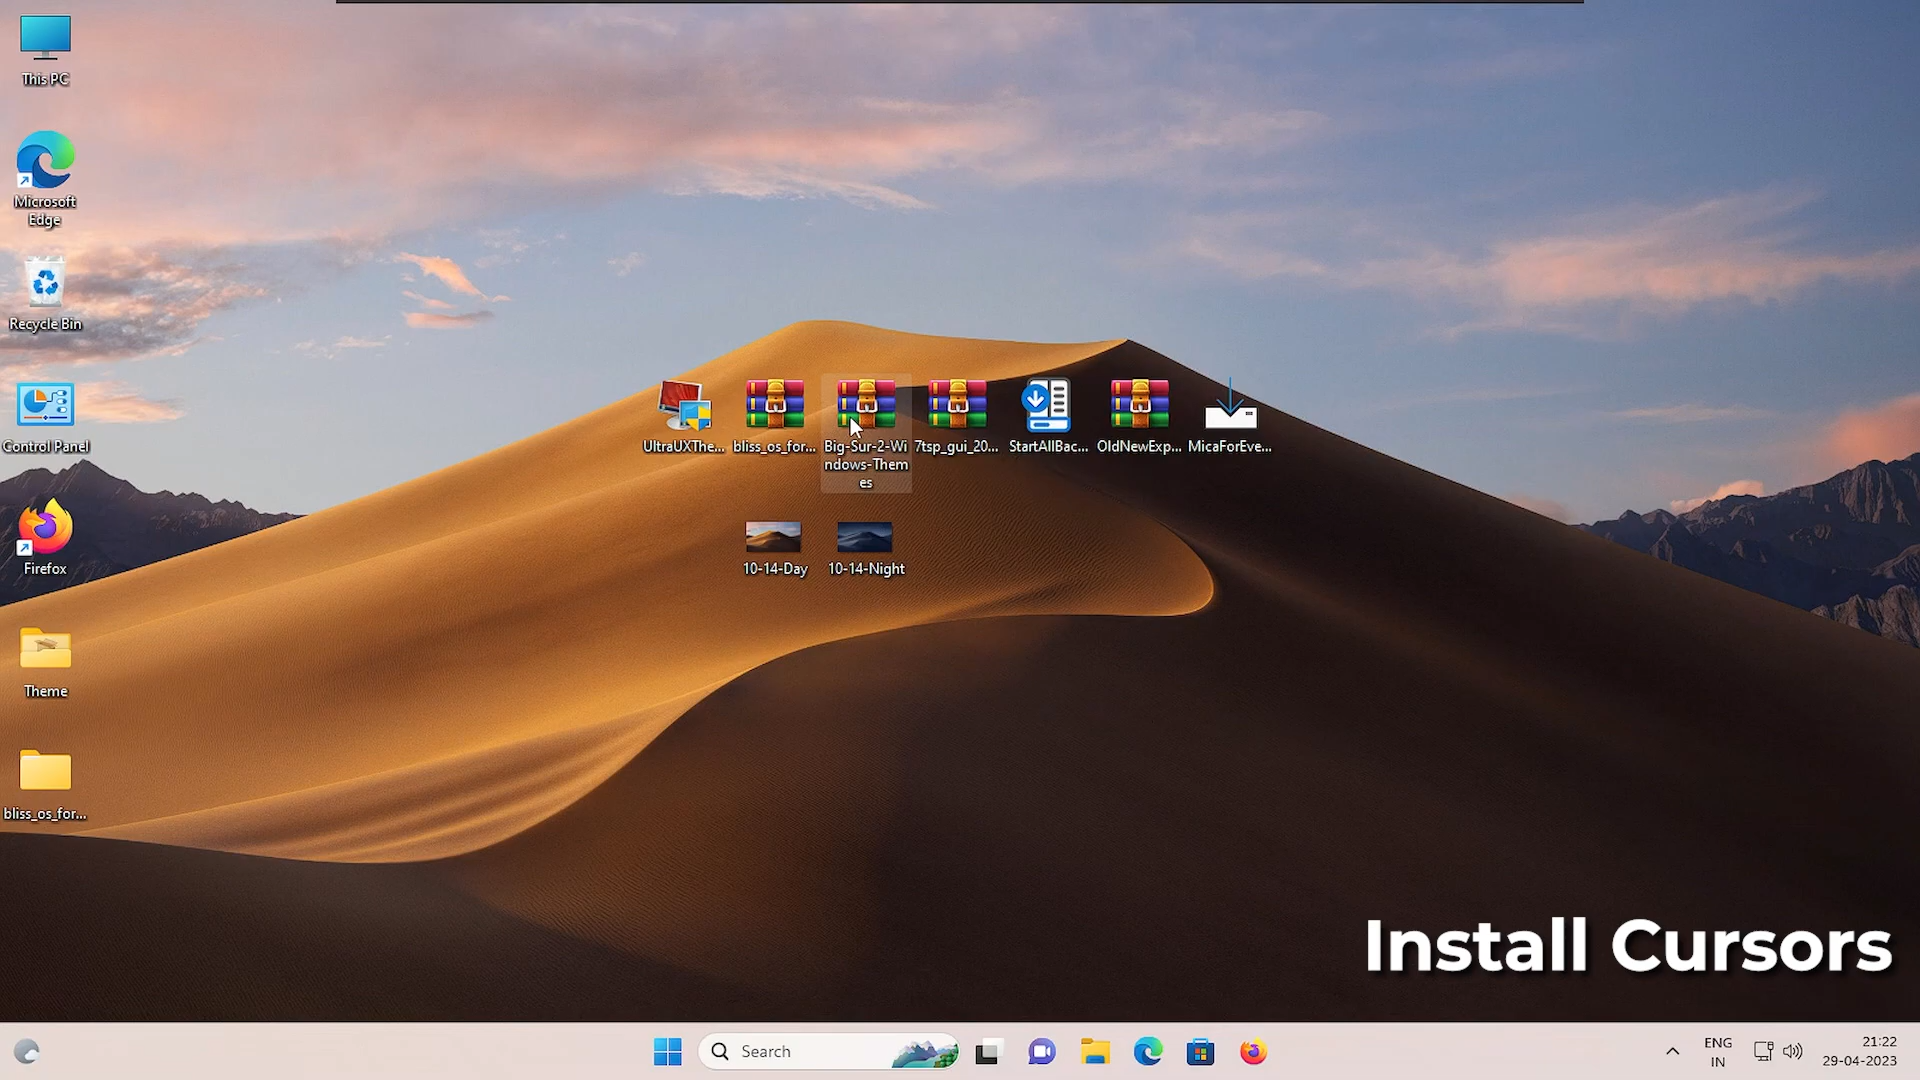 This PC
Microsoft
Edge
Recycle Bin
Control Panel
Firefox
Theme
bliss_os_for...
UltraUXThe...
bliss_os_for...
Big-Sur-2-Wi
ndows-Them
es
7tsp_gui_20...
StartAllBac...
OldNewExp...
MicaForEve...
10-14-Day
10-14-Night
Install Cursors
Search
ENG
IN
21:22
29-04-2023